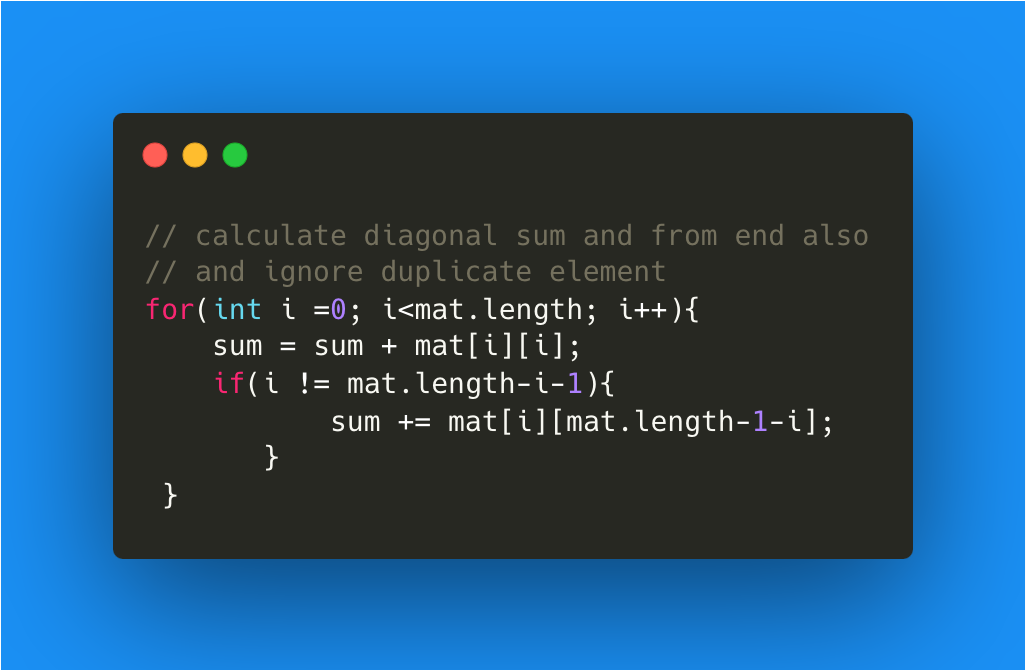 // calculate diagonal sum and from end also
// and ignore duplicate element
for(int i =0; i<mat.length; i++){
    sum = sum + mat[i][i];
    if(i != mat.length-i-1){
           sum += mat[i][mat.length-1-i];
       }
 }